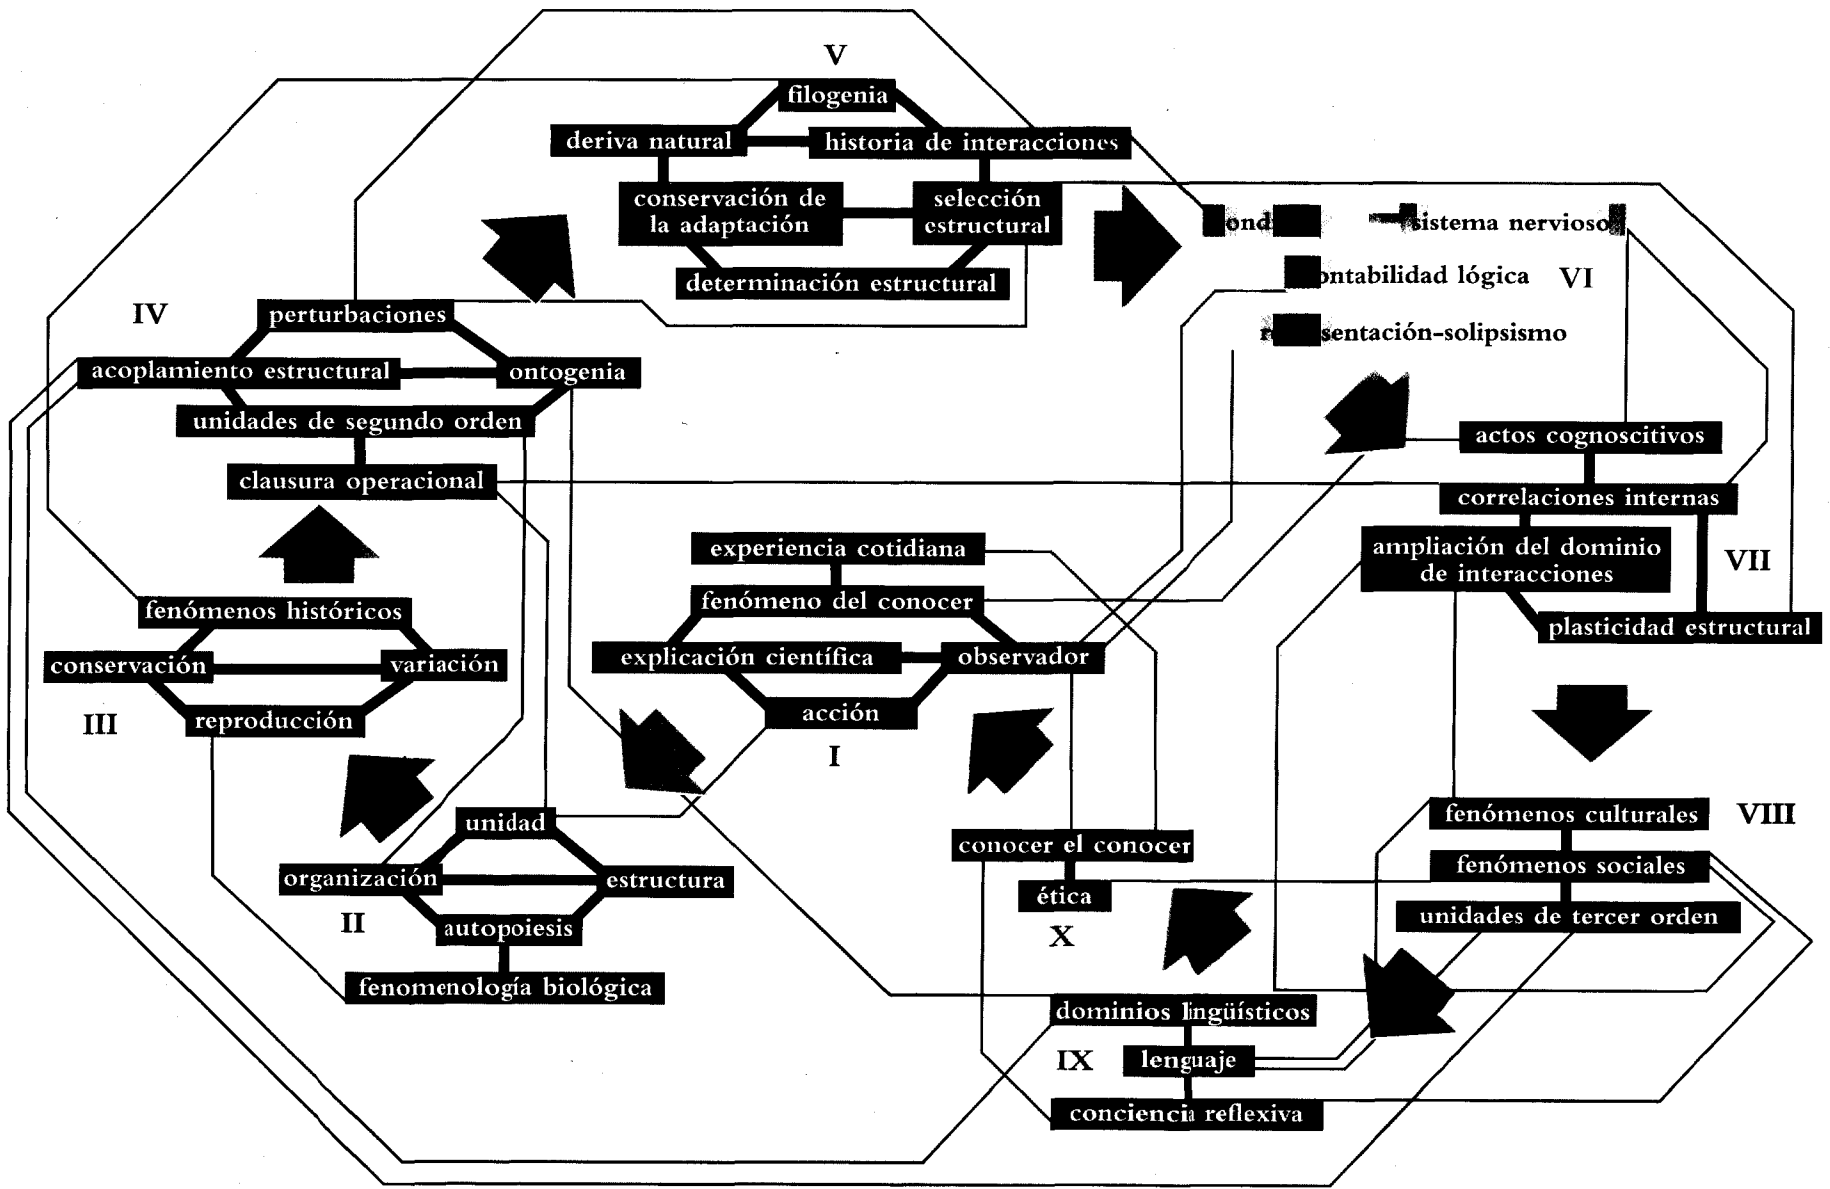 V
filogenia
deriva natural
historia de interacciones
conservación de
la adaptación
selección
estructural
determinación estructural
sistema nervioso
contabilidad lógica
VI
IV
perturbaciones
acoplamiento estructural
ontogenia
unidades de segundo orden
clausura operacional
actos cognoscitivos
correlaciones internas
ampliación del dominio
de interacciones
VII
plasticidad estructural
experiencia cotidiana
fenómeno del conocer
explicación científica
observador
acción
I
fenómenos históricos
conservación
variación
reproducción
III
unidad
organización
estructura
II
autopoiesis
fenomenología biológica
conocer el conocer
ética
X
fenómenos culturales
VIII
fenómenos sociales
unidades de tercer orden
dominios lingüísticos
IX
lenguaje
conciencia reflexiva